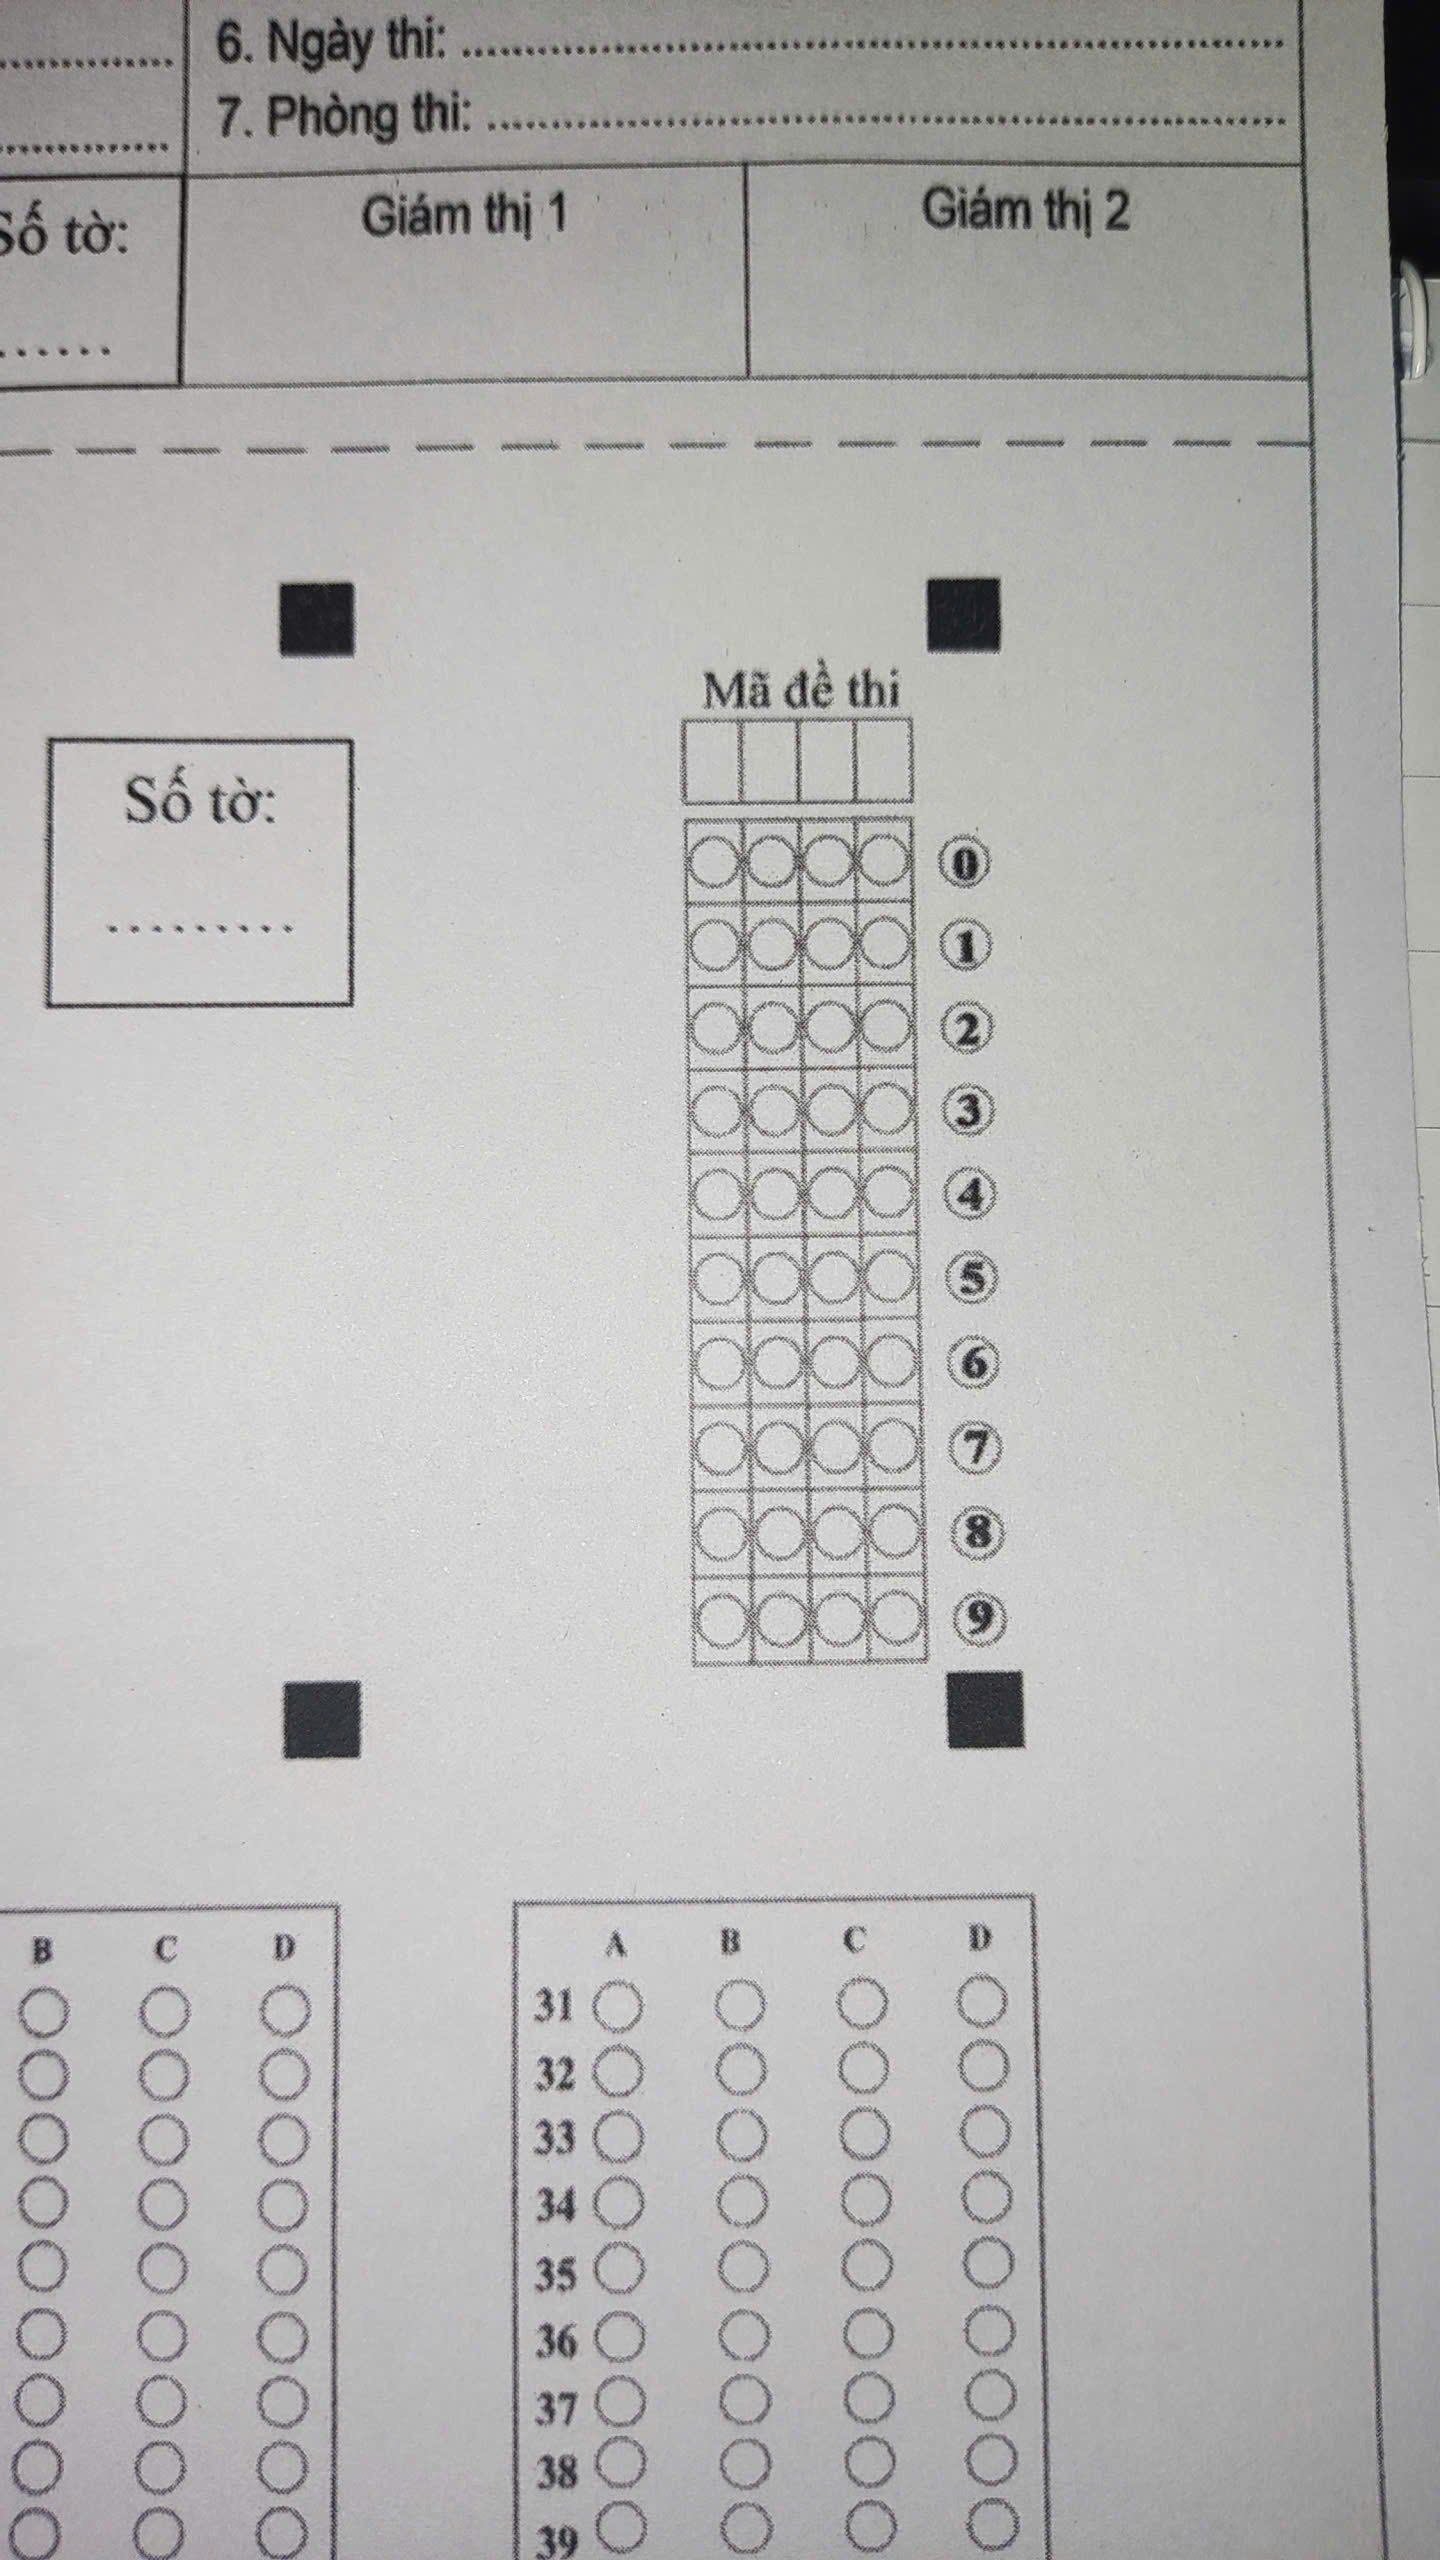 6. Ngày thi: ........................................
7. Phòng thi: ........................................
Số tờ:
Giám thị 1
Giám thị 2
......
Số tờ:
.........
Mã đề thi
0
1
2
3
4
5
6
7
8
9
B C D
A B C D
31
32
33
34
35
36
37
38
39